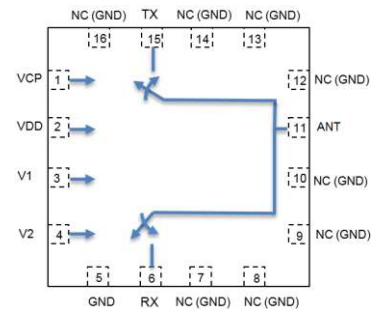 NC (GND) TX NC (GND) NC (GND)
16 15 14 13
VCP 1 12 NC (GND)
VDD 2 11 ANT
V1 3 10 NC (GND)
V2 4 9 NC (GND)
5 6 7 8
GND RX NC (GND) NC (GND)